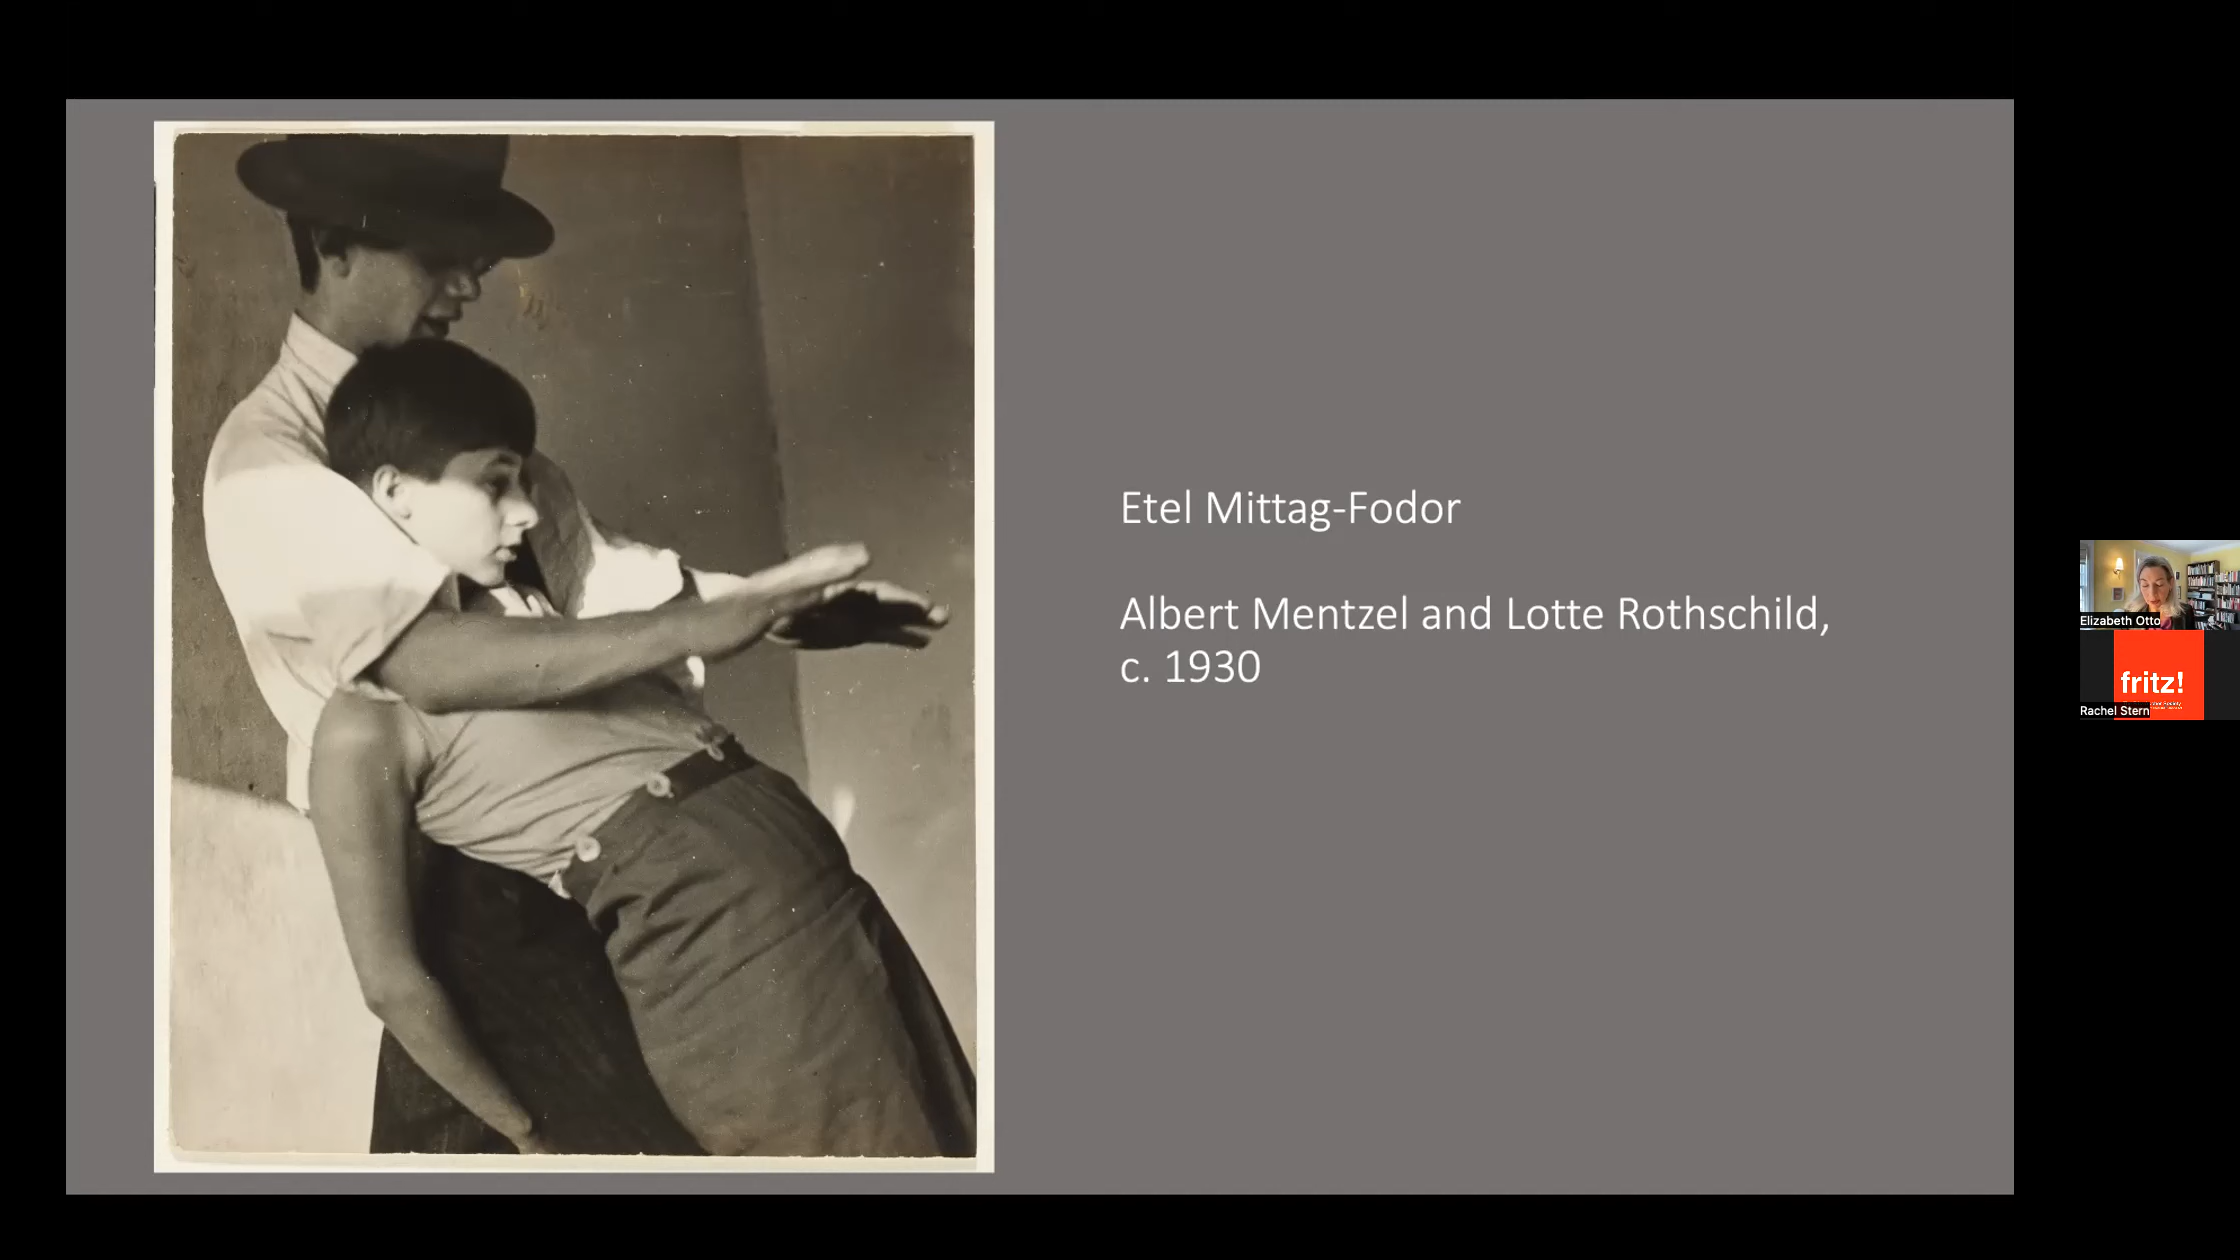 Etel Mittag-Fodor
Albert Mentzel and Lotte Rothschild,
c. 1930
Elizabeth Otto
fritz!
Rachel Stern